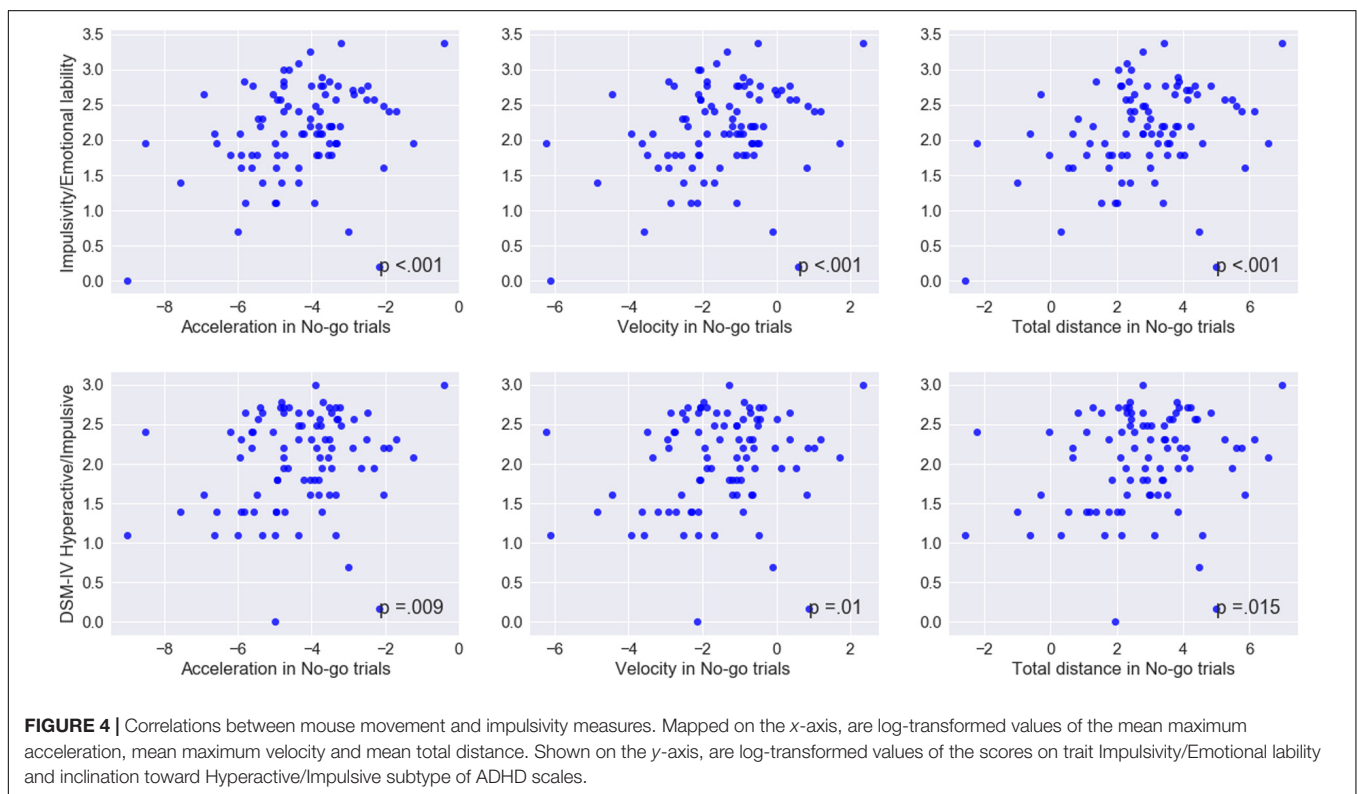 3.5 3.5 3.5
3.0 3.0 3.0
2.5 2.5 2.5
2.0 2.0 2.0
1.5 1.5 1.5
1.0 1.0 1.0
0.5 0.5 0.5
0.0 0.0 0.0
Impulsivity/Emotional lability
p <.001 p <.001 p <.001
−8 −6 −4 −2 0 −6 −4 −2 0 2 −2 0 2 4 6
Acceleration in No-go trials Velocity in No-go trials Total distance in No-go trials
3.0 3.0 3.0
2.5 2.5 2.5
2.0 2.0 2.0
1.5 1.5 1.5
1.0 1.0 1.0
0.5 0.5 0.5
0.0 0.0 0.0
DSM-IV Hyperactive/Impulsive
p =.009 p =.01 p =.015
−8 −6 −4 −2 0 −6 −4 −2 0 2 −2 0 2 4 6
Acceleration in No-go trials Velocity in No-go trials Total distance in No-go trials
FIGURE 4 | Correlations between mouse movement and impulsivity measures. Mapped on the x-axis, are log-transformed values of the mean maximum
acceleration, mean maximum velocity and mean total distance. Shown on the y-axis, are log-transformed values of the scores on trait Impulsivity/Emotional lability
and inclination toward Hyperactive/Impulsive subtype of ADHD scales.